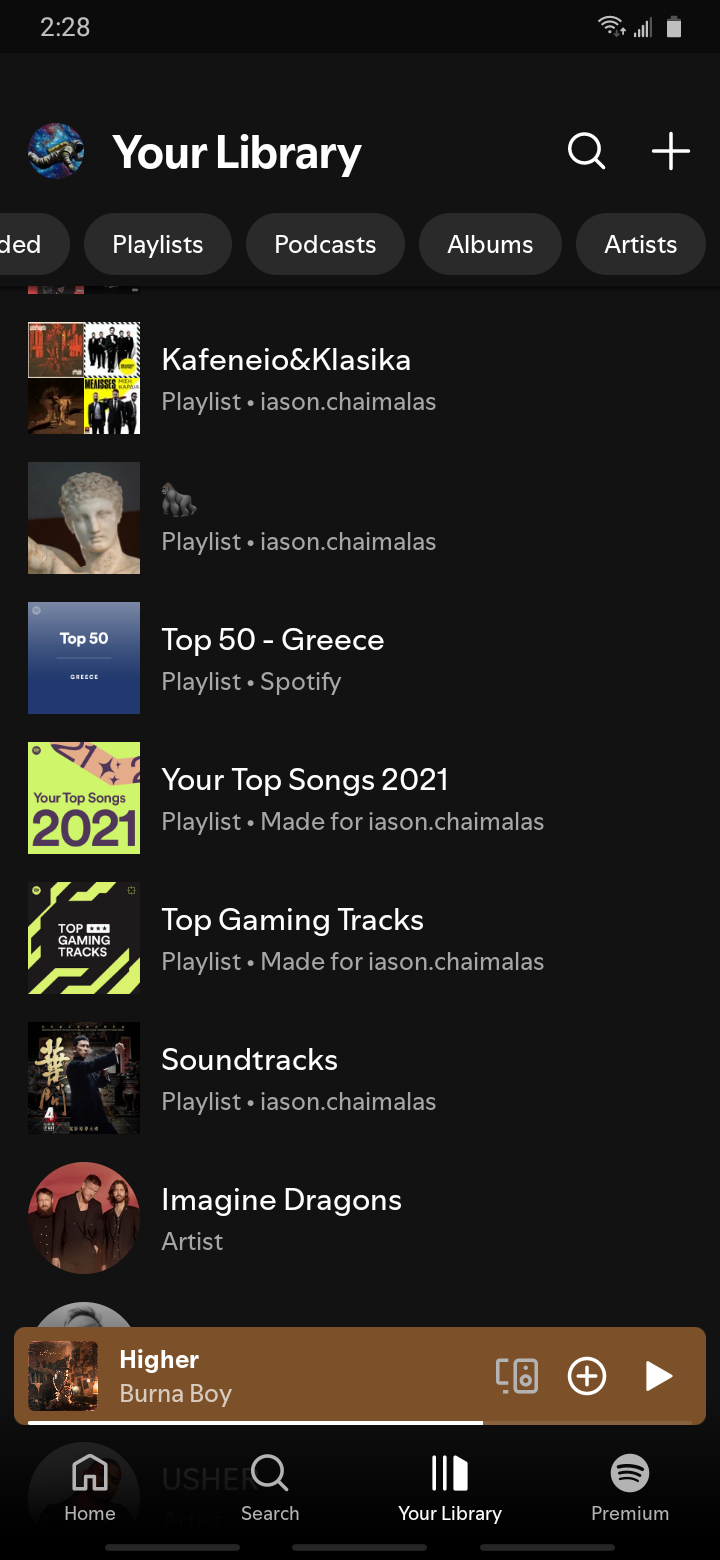 2:28
Your Library
ded
Playlists
Podcasts
Albums
Artists
ΜΕΛΙSSES
Kafeneio&Klasika
Playlist • iason.chaimalas
🦍
Playlist • iason.chaimalas
Top 50
GREECE
Top 50 - Greece
Playlist • Spotify
Your Top Songs
2021
Your Top Songs 2021
Playlist • Made for iason.chaimalas
TOP
GAMING
TRACKS
Top Gaming Tracks
Playlist • Made for iason.chaimalas
4
Soundtracks
Playlist • iason.chaimalas
Imagine Dragons
Artist
Higher
Burna Boy
USHER
Artist
Home
Search
Your Library
Premium